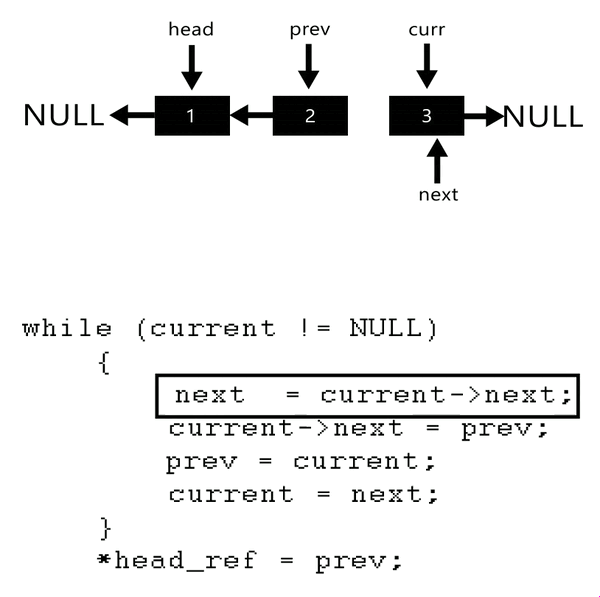 head prev curr
NULL 1 2 3 NULL
next
while (current != NULL)
{
next = current->next;
current->next = prev;
prev = current;
current = next;
}
*head_ref = prev;